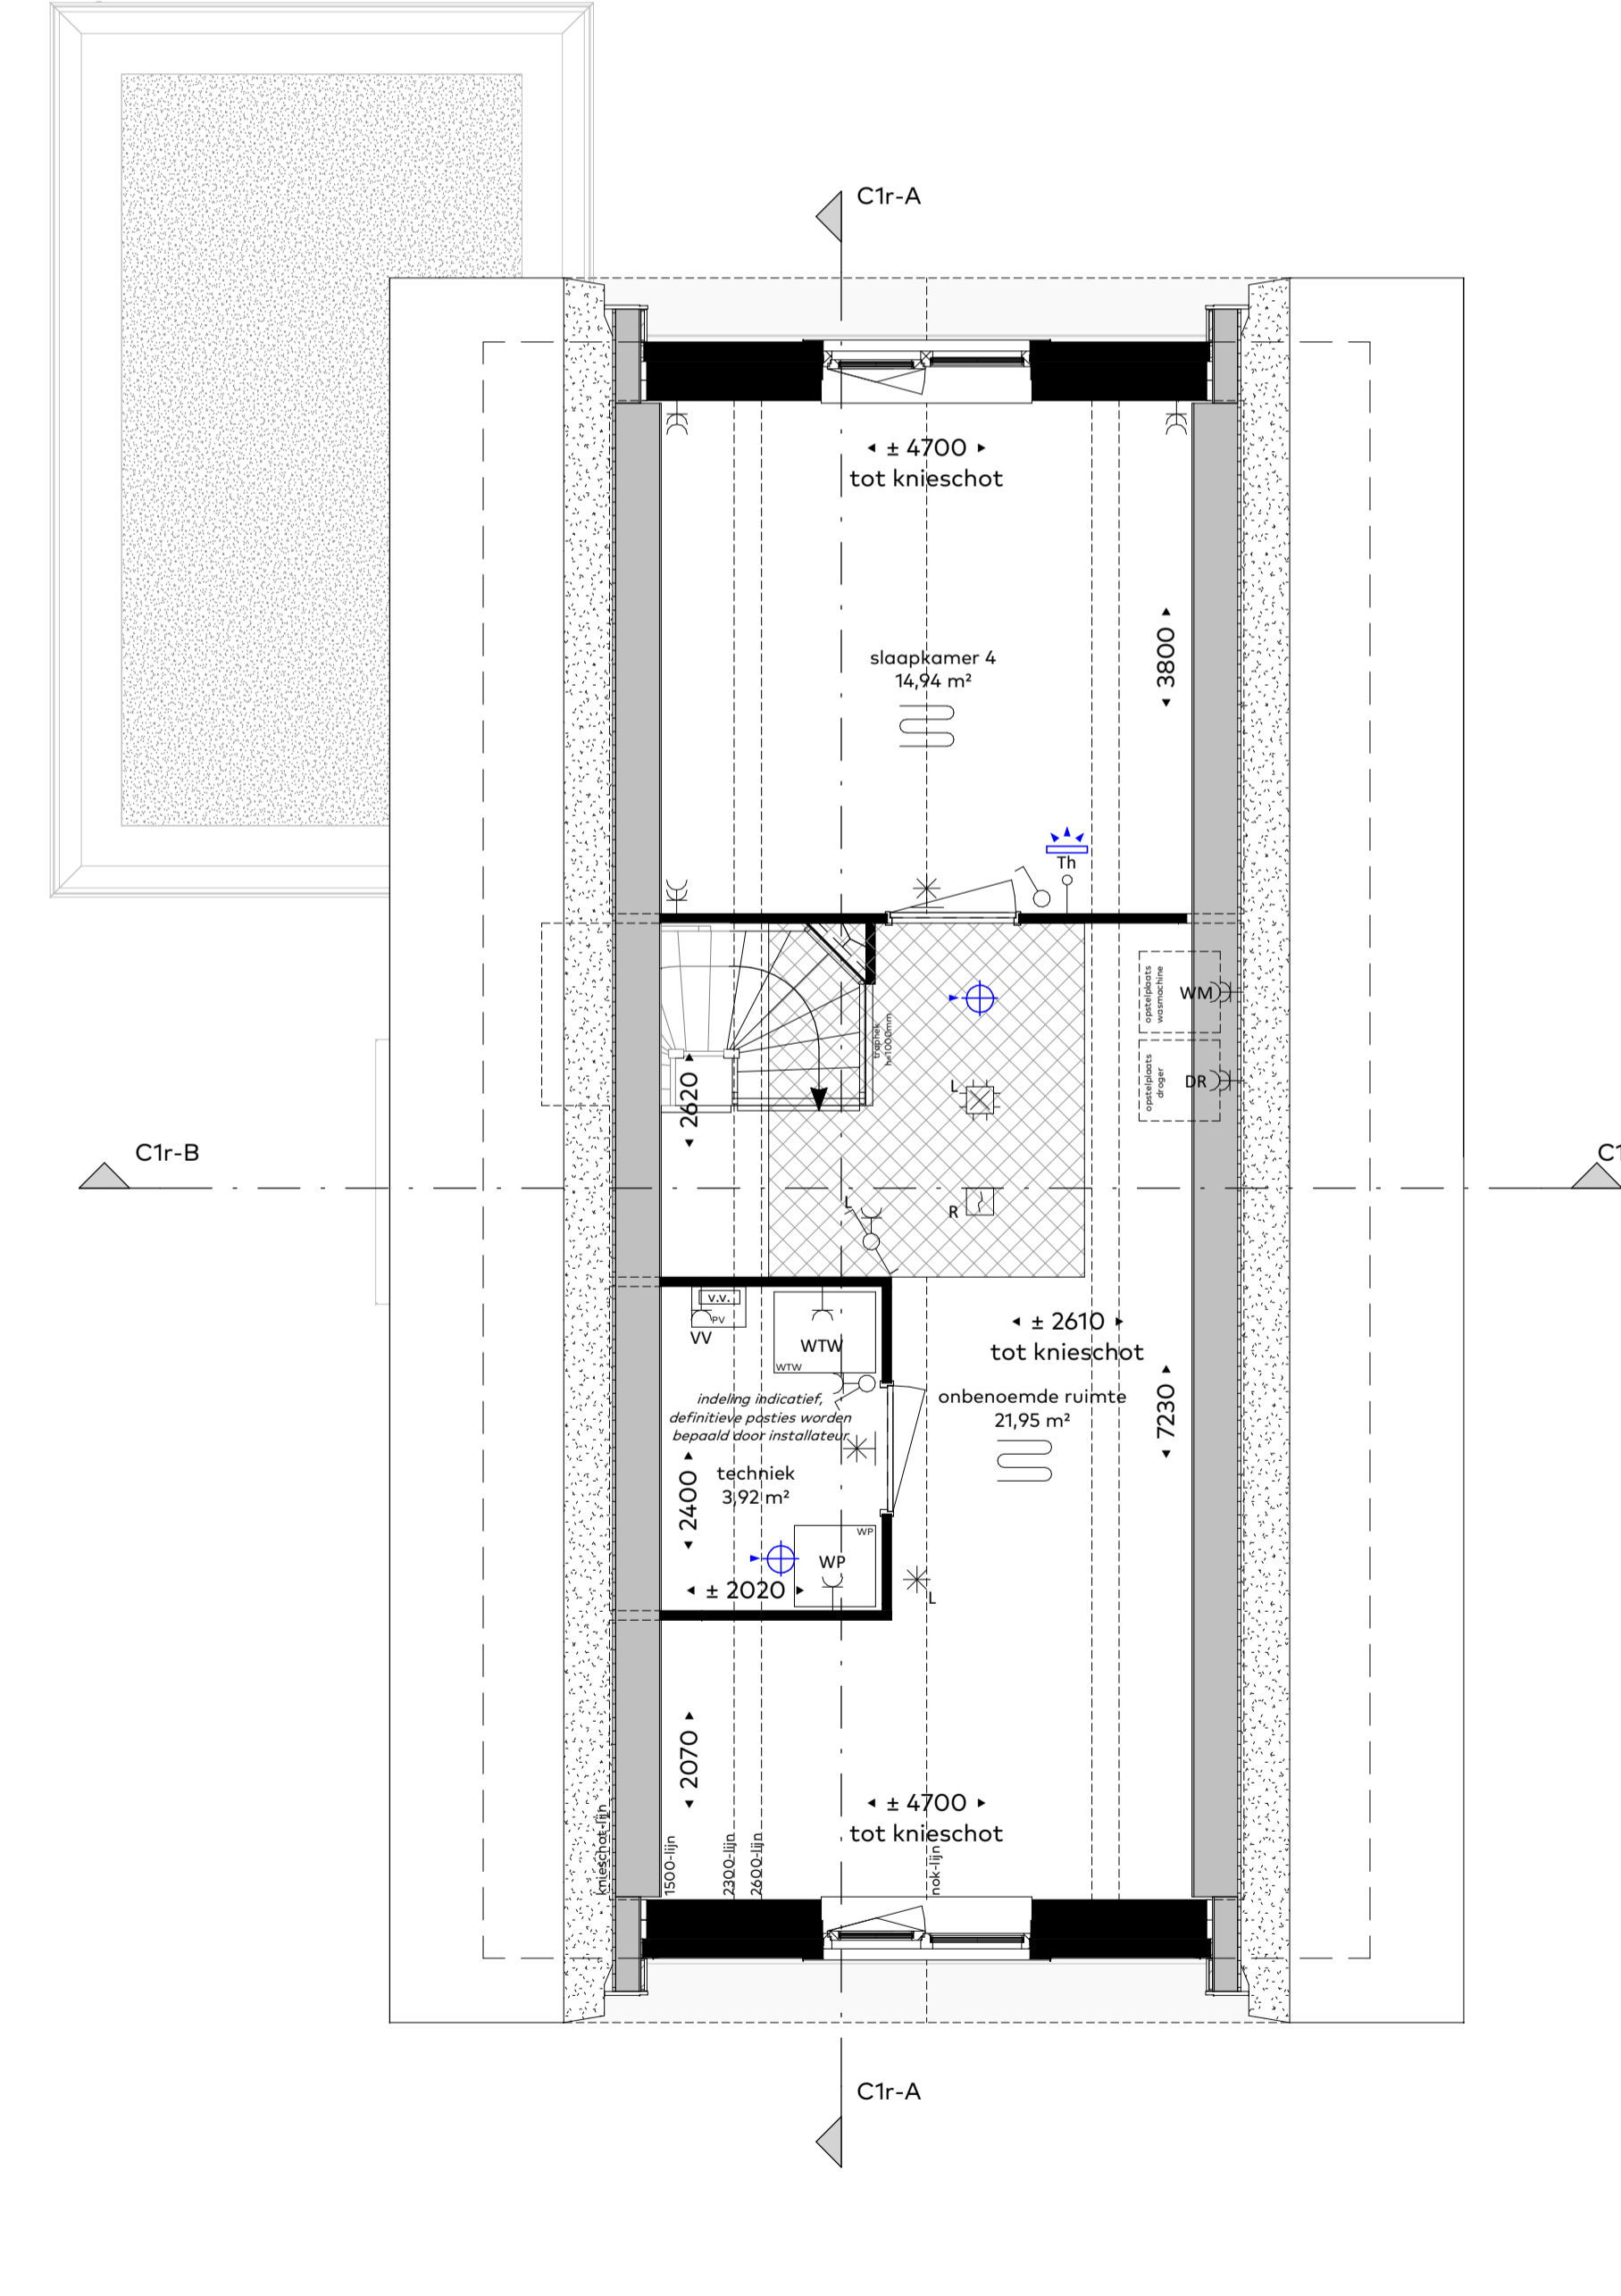 C1r-A
± 4700
tot knieschot
slaapkamer 4
14,94 m²
3800
Th
opstelplaats
wasmachine
WM
traphek
h=1000mm
L
opstelplaats
droger
DR
2620
C1r-B
C1
L
R
v.v.
PV
VV
WTW
WTW
± 2610
tot knieschot
onbenoemde ruimte
21,95 m²
7230
indeling indicatief,
definitieve posties worden
bepaald door installateur
techniek
3,92 m²
2400
WP
WP
± 2020
L
2070
± 4700
tot knieschot
knieschot-lijn
1500-lijn
2300-lijn
2600-lijn
nok-lijn
C1r-A